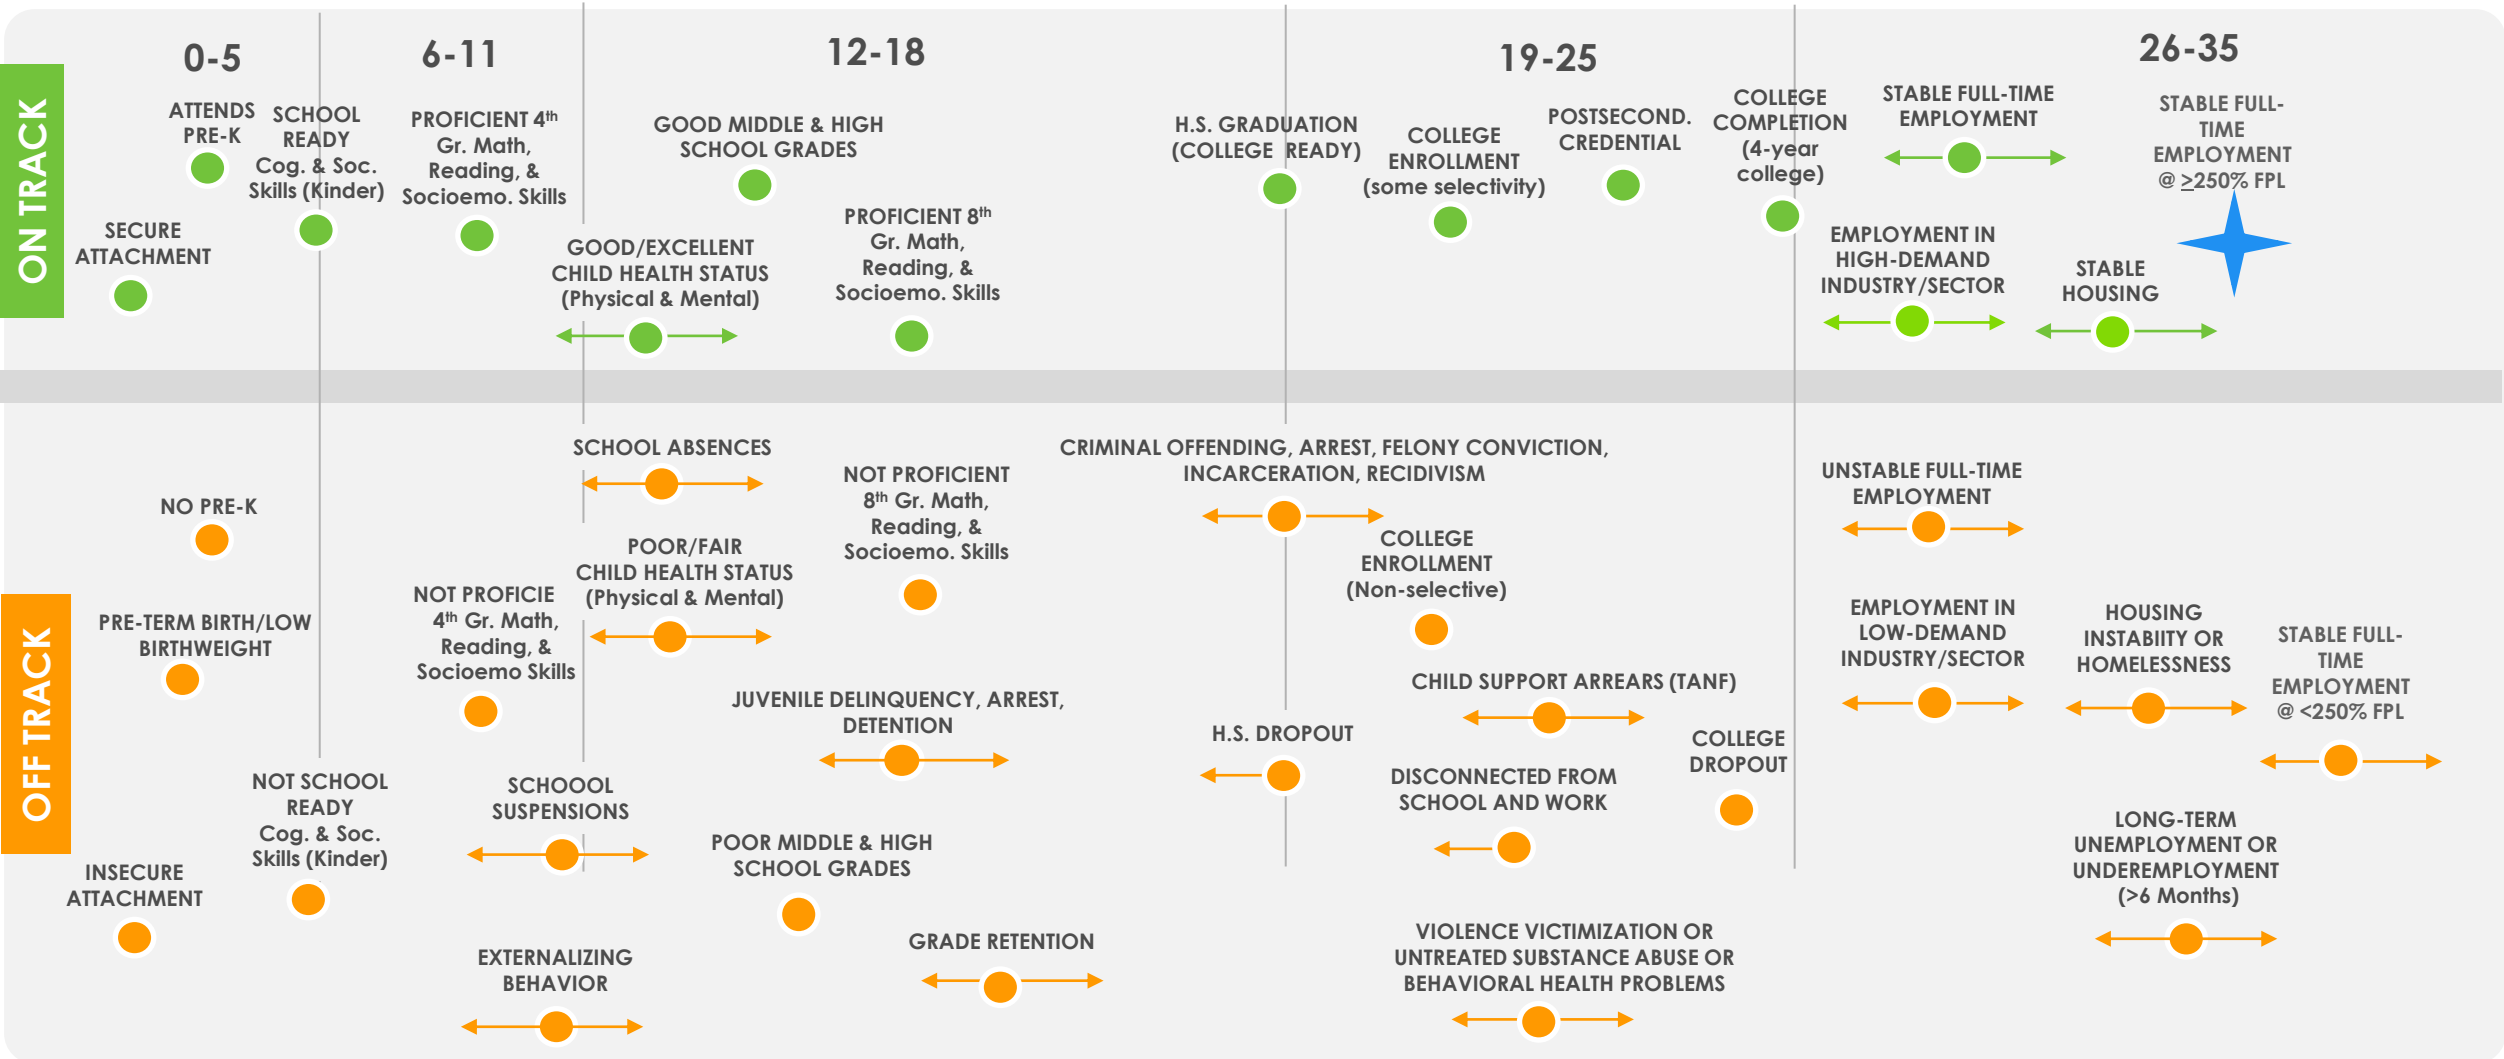 0-5
6-11
12-18
19-25
26-35
ON TRACK
ATTENDS
PRE-K
SECURE
ATTACHMENT
SCHOOL
READY
Cog. & Soc.
Skills (Kinder)
PROFICIENT 4th
Gr. Math,
Reading, &
Socioemo. Skills
GOOD MIDDLE & HIGH
SCHOOL GRADES
GOOD/EXCELLENT
CHILD HEALTH STATUS
(Physical & Mental)
PROFICIENT 8th
Gr. Math,
Reading, &
Socioemo. Skills
H.S. GRADUATION
(COLLEGE READY)
COLLEGE
ENROLLMENT
(some selectivity)
POSTSECOND.
CREDENTIAL
COLLEGE
COMPLETION
(4-year
college)
STABLE FULL-TIME
EMPLOYMENT
EMPLOYMENT IN
HIGH-DEMAND
INDUSTRY/SECTOR
STABLE
HOUSING
STABLE FULL-
TIME
EMPLOYMENT
@ ≥250% FPL
OFF TRACK
NO PRE-K
PRE-TERM BIRTH/LOW
BIRTHWEIGHT
INSECURE
ATTACHMENT
NOT SCHOOL
READY
Cog. & Soc.
Skills (Kinder)
NOT PROFICIE
4th Gr. Math,
Reading, &
Socioemo Skills
SCHOOOL
SUSPENSIONS
EXTERNALIZING
BEHAVIOR
SCHOOL ABSENCES
POOR/FAIR
CHILD HEALTH STATUS
(Physical & Mental)
NOT PROFICIENT
8th Gr. Math,
Reading, &
Socioemo. Skills
JUVENILE DELINQUENCY, ARREST,
DETENTION
POOR MIDDLE & HIGH
SCHOOL GRADES
GRADE RETENTION
CRIMINAL OFFENDING, ARREST, FELONY CONVICTION,
INCARCERATION, RECIDIVISM
COLLEGE
ENROLLMENT
(Non-selective)
H.S. DROPOUT
CHILD SUPPORT ARREARS (TANF)
DISCONNECTED FROM
SCHOOL AND WORK
COLLEGE
DROPOUT
VIOLENCE VICTIMIZATION OR
UNTREATED SUBSTANCE ABUSE OR
BEHAVIORAL HEALTH PROBLEMS
UNSTABLE FULL-TIME
EMPLOYMENT
EMPLOYMENT IN
LOW-DEMAND
INDUSTRY/SECTOR
HOUSING
INSTABIITY OR
HOMELESSNESS
STABLE FULL-
TIME
EMPLOYMENT
@ <250% FPL
LONG-TERM
UNEMPLOYMENT OR
UNDEREMPLOYMENT
(>6 Months)